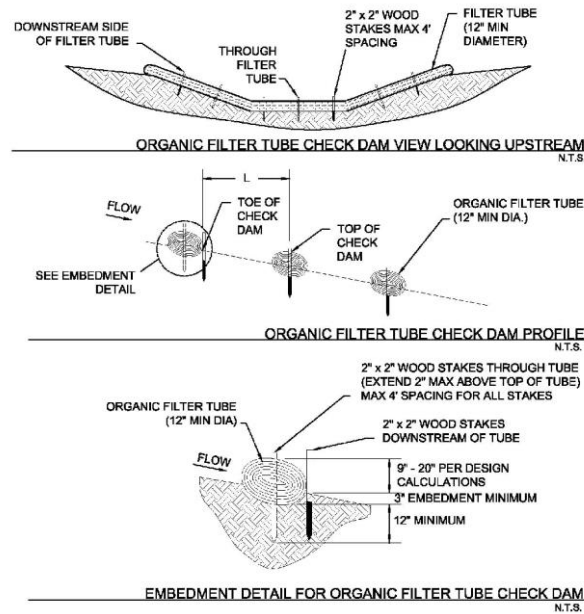 DOWNSTREAM SIDE
OF FILTER TUBE
THROUGH
FILTER
TUBE
2" x 2" WOOD
STAKES MAX 4'
SPACING
FILTER TUBE
(12" MIN
DIAMETER)
ORGANIC FILTER TUBE CHECK DAM VIEW LOOKING UPSTREAM
N.T.S.
FLOW
L
TOE OF
CHECK
DAM
TOP OF
CHECK
DAM
ORGANIC FILTER TUBE
(12" MIN DIA.)
SEE EMBEDMENT
DETAIL
ORGANIC FILTER TUBE CHECK DAM PROFILE
N.T.S.
2" x 2" WOOD STAKES THROUGH TUBE
(EXTEND 2" MAX ABOVE TOP OF TUBE)
MAX 4' SPACING FOR ALL STAKES
ORGANIC FILTER TUBE
(12" MIN DIA)
2" x 2" WOOD STAKES
DOWNSTREAM OF TUBE
FLOW
9" - 20" PER DESIGN
CALCULATIONS
3" EMBEDMENT MINIMUM
12" MINIMUM
EMBEDMENT DETAIL FOR ORGANIC FILTER TUBE CHECK DAM
N.T.S.